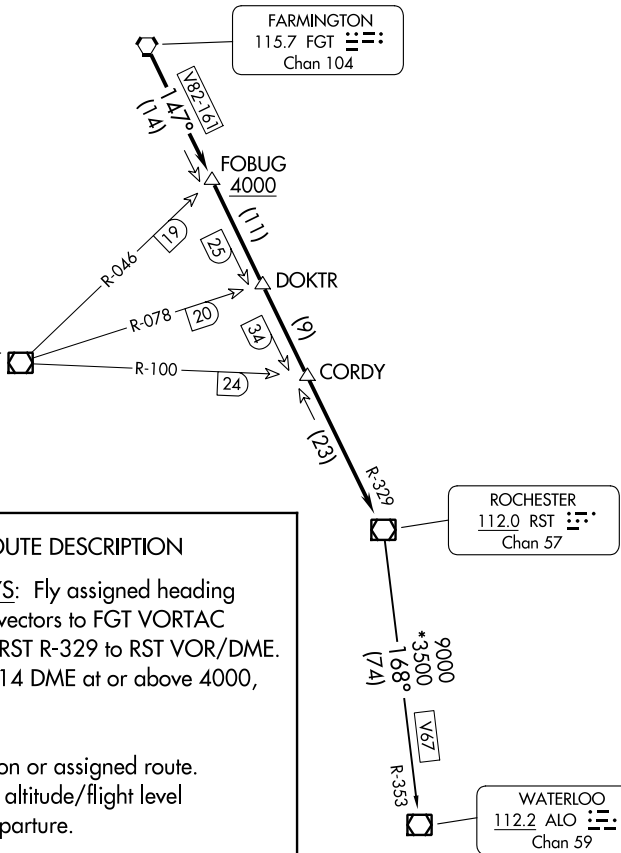 FARMINGTON
115.7 FGT
Chan 104
V82-161
147°
(14)
FOBUG
4000
(11)
R-046
19
25
DOKTR
R-078
20
(9)
34
R-100
24
CORDY
(23)
R-329
ROCHESTER
112.0 RST
Chan 57
OUTE DESCRIPTION
YS: Fly assigned heading
vectors to FGT VORTAC
RST R-329 to RST VOR/DME.
14 DME at or above 4000,
on or assigned route.
altitude/flight level
parture.
9000
*3500
168°
(74)
V67
R-353
WATERLOO
112.2 ALO
Chan 59